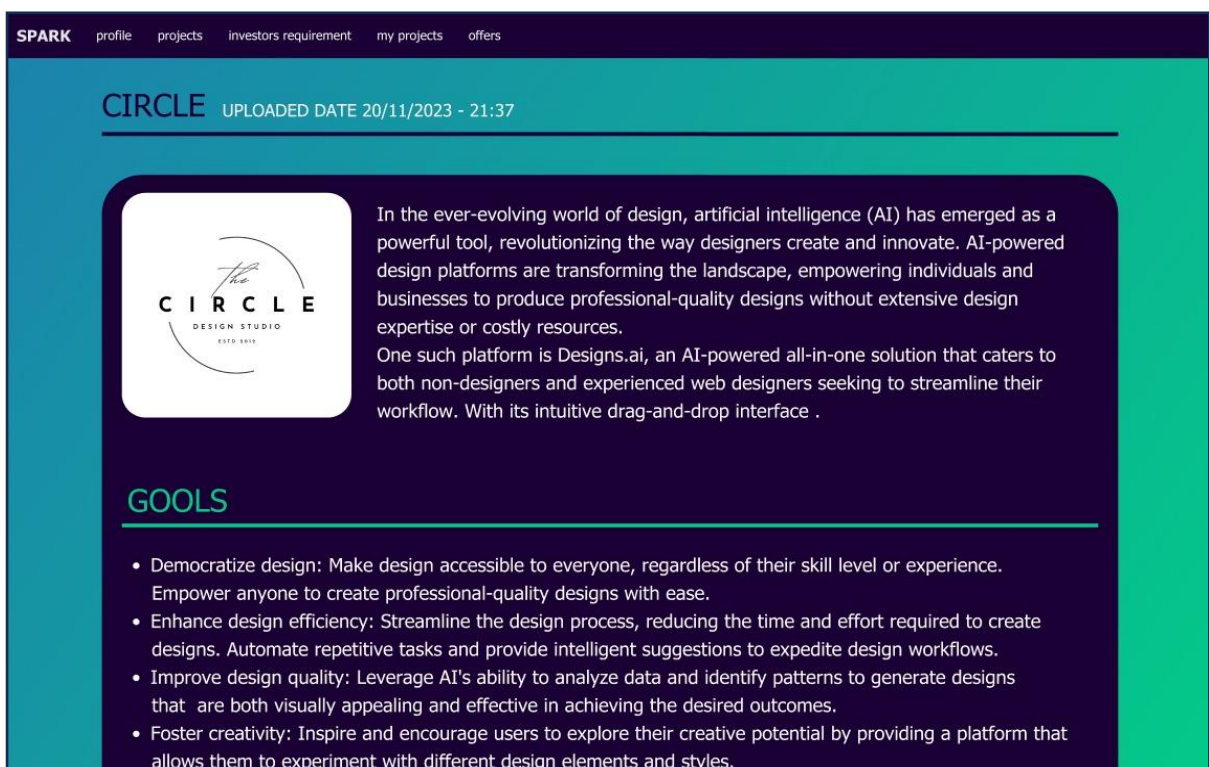 SPARK profile projects investors requirement my projects offers
CIRCLE UPLOADED DATE 20/11/2023 - 21:37
the
CIRCLE
DESIGN STUDIO
ESTD 2012
In the ever-evolving world of design, artificial intelligence (AI) has emerged as a
powerful tool, revolutionizing the way designers create and innovate. AI-powered
design platforms are transforming the landscape, empowering individuals and
businesses to produce professional-quality designs without extensive design
expertise or costly resources.
One such platform is Designs.ai, an AI-powered all-in-one solution that caters to
both non-designers and experienced web designers seeking to streamline their
workflow. With its intuitive drag-and-drop interface .
GOOLS
• Democratize design: Make design accessible to everyone, regardless of their skill level or experience.
Empower anyone to create professional-quality designs with ease.
• Enhance design efficiency: Streamline the design process, reducing the time and effort required to create
designs. Automate repetitive tasks and provide intelligent suggestions to expedite design workflows.
• Improve design quality: Leverage AI's ability to analyze data and identify patterns to generate designs
that are both visually appealing and effective in achieving the desired outcomes.
• Foster creativity: Inspire and encourage users to explore their creative potential by providing a platform that
allows them to experiment with different design elements and styles.